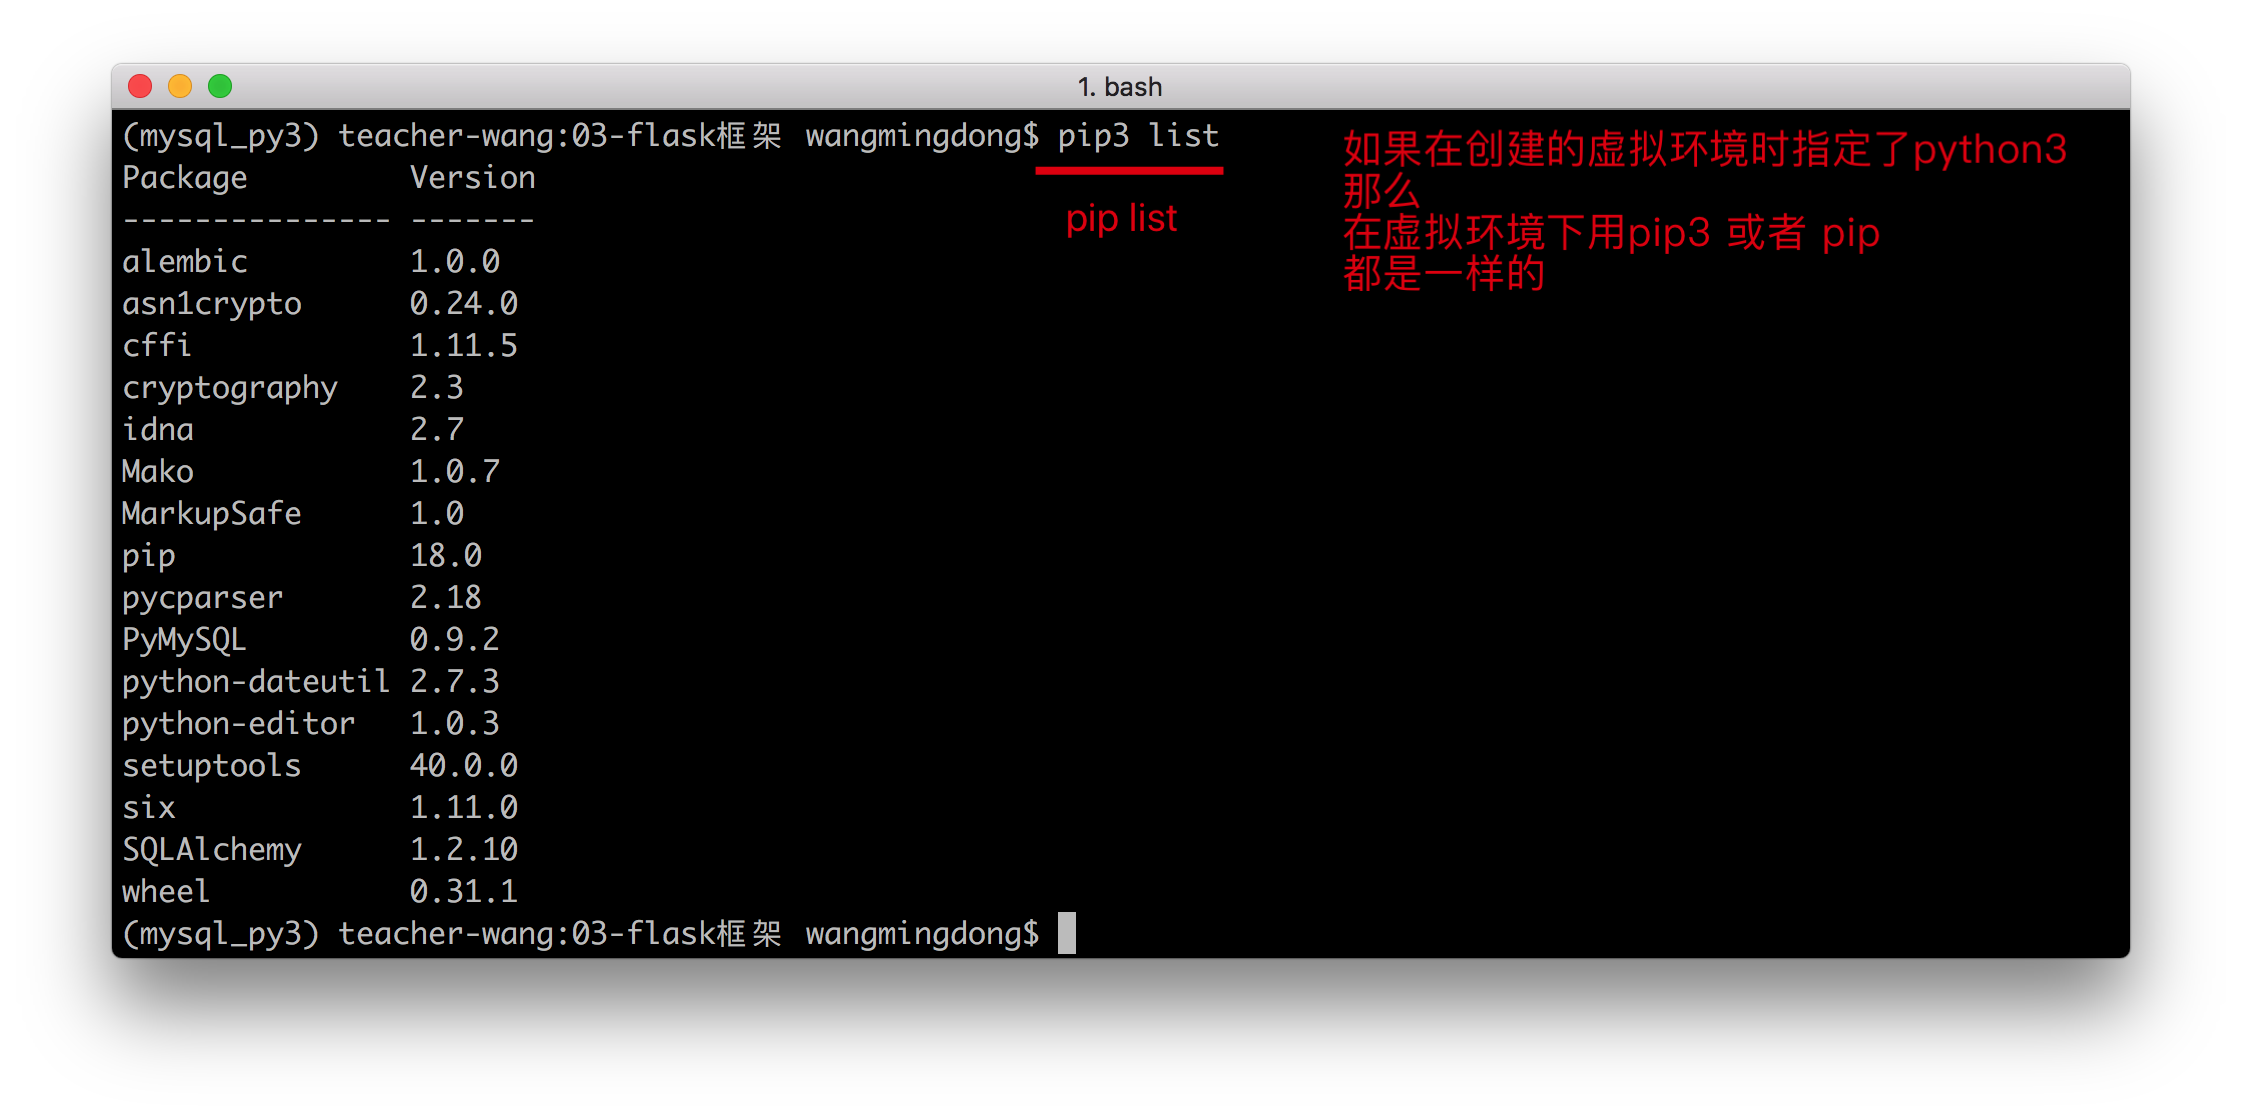 1. bash
(mysql_py3) teacher-wang:03-flask框架 wangmingdong$ pip3 list
Package         Version
--------------- -------
alembic         1.0.0
asn1crypto      0.24.0
cffi            1.11.5
cryptography    2.3
idna            2.7
Mako            1.0.7
MarkupSafe      1.0
pip             18.0
pycparser       2.18
PyMySQL         0.9.2
python-dateutil 2.7.3
python-editor   1.0.3
setuptools      40.0.0
six             1.11.0
SQLAlchemy      1.2.10
wheel           0.31.1
(mysql_py3) teacher-wang:03-flask框架 wangmingdong$
pip list
如果在创建的虚拟环境时指定了python3
那么
在虚拟环境下用pip3 或者 pip
都是一样的